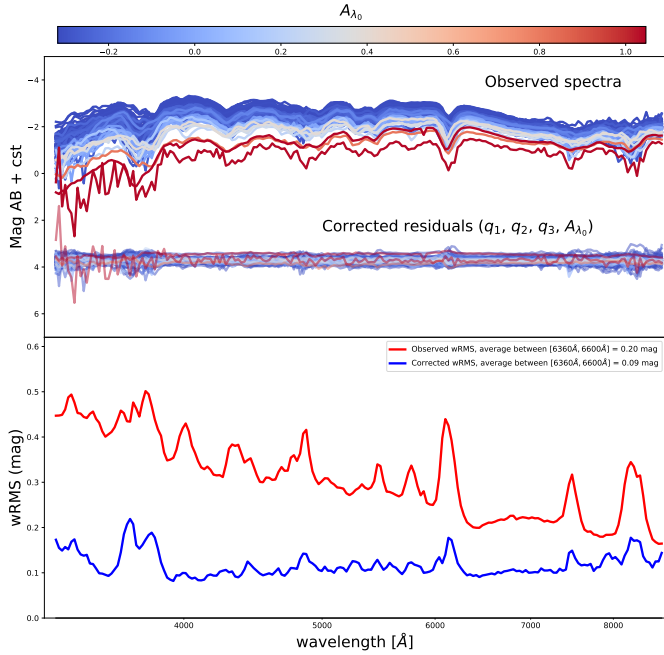 $A_{\lambda_0}$
−0.2 0.0 0.2 0.4 0.6 0.8 1.0
Observed spectra
Corrected residuals ($q_1$, $q_2$, $q_3$, $A_{\lambda_0}$)
Mag AB + cst
−4
−2
0
2
4
6
Observed wRMS, average between [6360Å, 6600Å] = 0.20 mag
Corrected wRMS, average between [6360Å, 6600Å] = 0.09 mag
wRMS (mag)
0.6
0.5
0.4
0.3
0.2
0.1
0.0
4000 5000 6000 7000 8000
wavelength [Å]